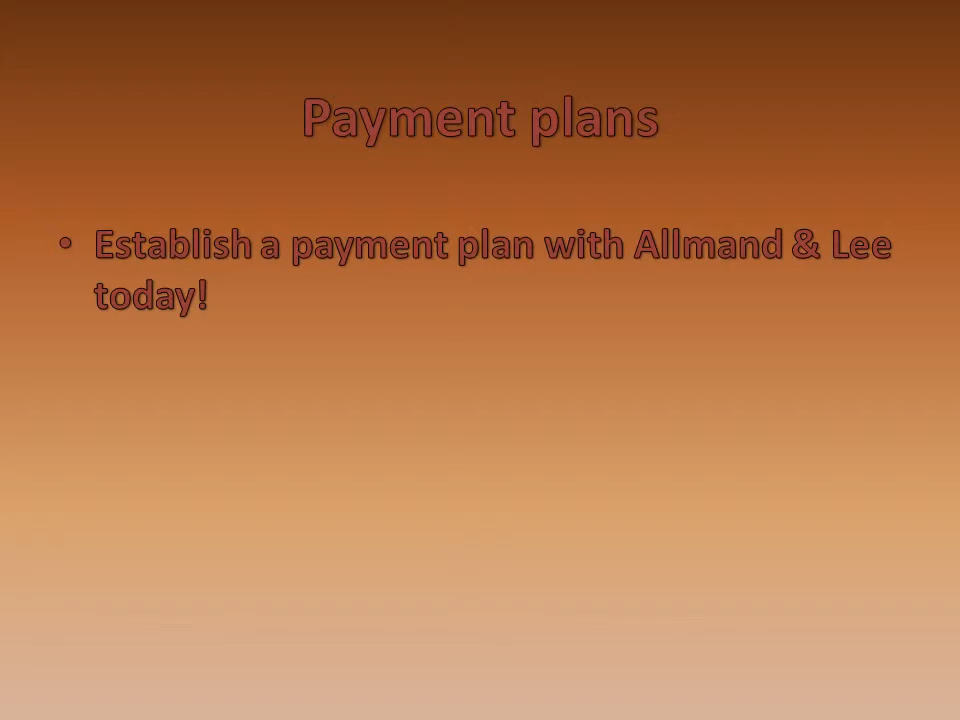 Payment plans
• Establish a payment plan with Allmand & Lee
today!